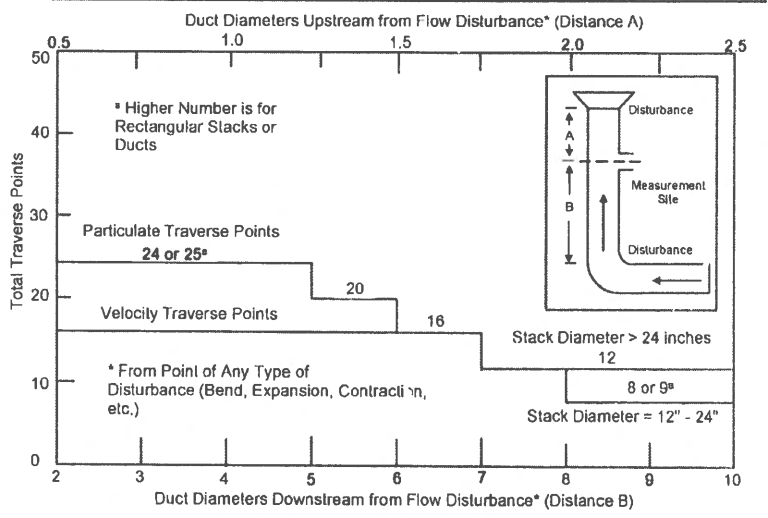 Duct Diameters Upstream from Flow Disturbance* (Distance A)
0.5 1.0 1.5 2.0 2.5
50
40
30
20
10
0
Total Traverse Points
ª Higher Number is for
Rectangular Stacks or
Ducts
Disturbance
A
Measurement
Site
B
Disturbance
Particulate Traverse Points
24 or 25ª
20
Velocity Traverse Points
16
Stack Diameter > 24 inches
12
* From Point of Any Type of
Disturbance (Bend, Expansion, Contraction,
etc.)
8 or 9ª
Stack Diameter = 12" - 24"
2 3 4 5 6 7 8 9 10
Duct Diameters Downstream from Flow Disturbance* (Distance B)